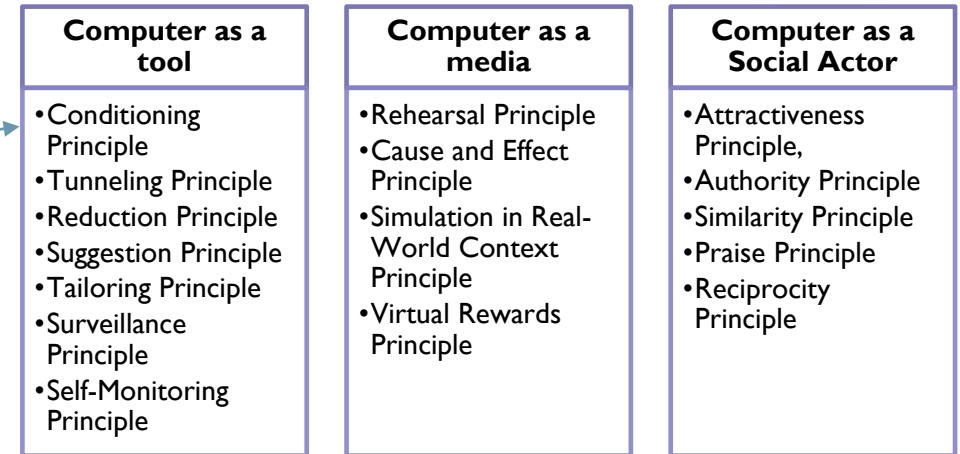 Computer as a
tool
•Conditioning
Principle
•Tunneling Principle
•Reduction Principle
•Suggestion Principle
•Tailoring Principle
•Surveillance
Principle
•Self-Monitoring
Principle
Computer as a
media
•Rehearsal Principle
•Cause and Effect
Principle
•Simulation in Real-
World Context
Principle
•Virtual Rewards
Principle
Computer as a
Social Actor
•Attractiveness
Principle,
•Authority Principle
•Similarity Principle
•Praise Principle
•Reciprocity
Principle